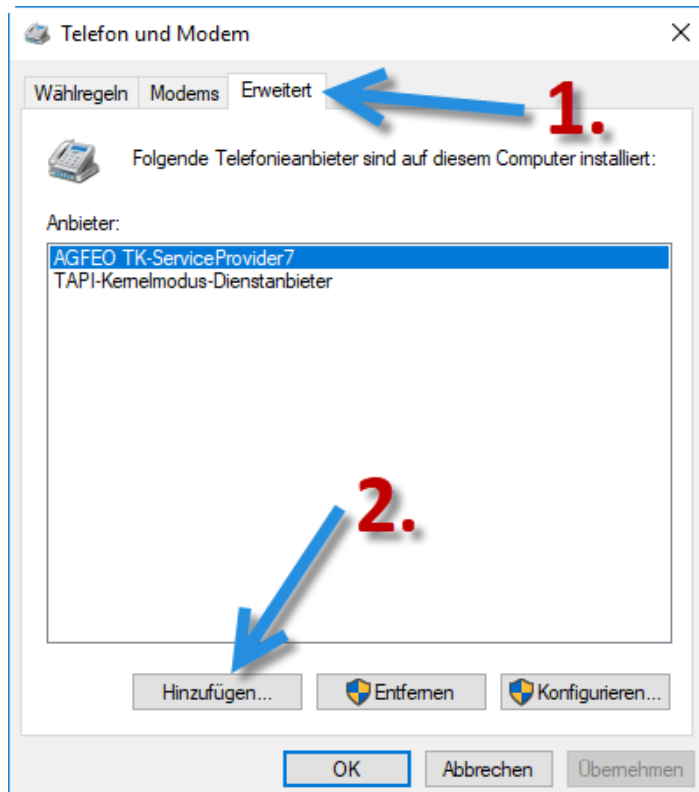 Telefon und Modem
Wählregeln Modems Erweitert
1.
Folgende Telefonieanbieter sind auf diesem Computer installiert:
Anbieter:
AGFEO TK-ServiceProvider7
TAPI-Kernelmodus-Dienstanbieter
2.
Hinzufügen... Entfernen Konfigurieren...
OK Abbrechen Übernehmen